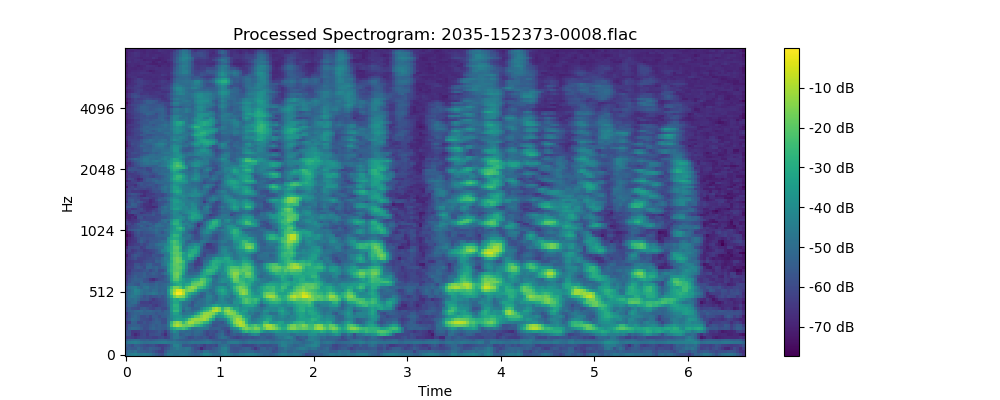 Processed Spectrogram: 2035-152373-0008.flac
Hz
4096
2048
1024
512
0
0 1 2 3 4 5 6
Time
-10 dB
-20 dB
-30 dB
-40 dB
-50 dB
-60 dB
-70 dB